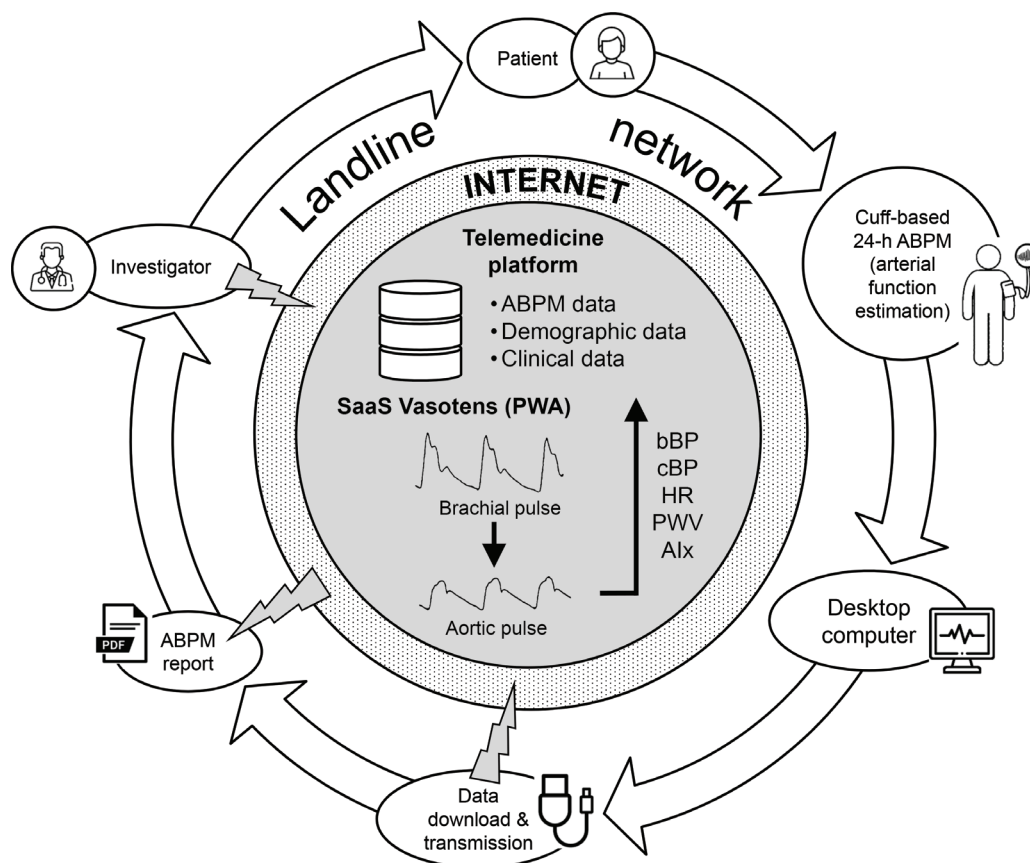 Patient
Landline
network
INTERNET
Cuff-based
24-h ABPM
(arterial
function
estimation)
Investigator
Telemedicine
platform
• ABPM data
• Demographic data
• Clinical data
SaaS Vasotens (PWA)
bBP
cBP
HR
PWV
AIx
Brachial pulse
Aortic pulse
Desktop
computer
PDF
ABPM
report
Data
download &
transmission